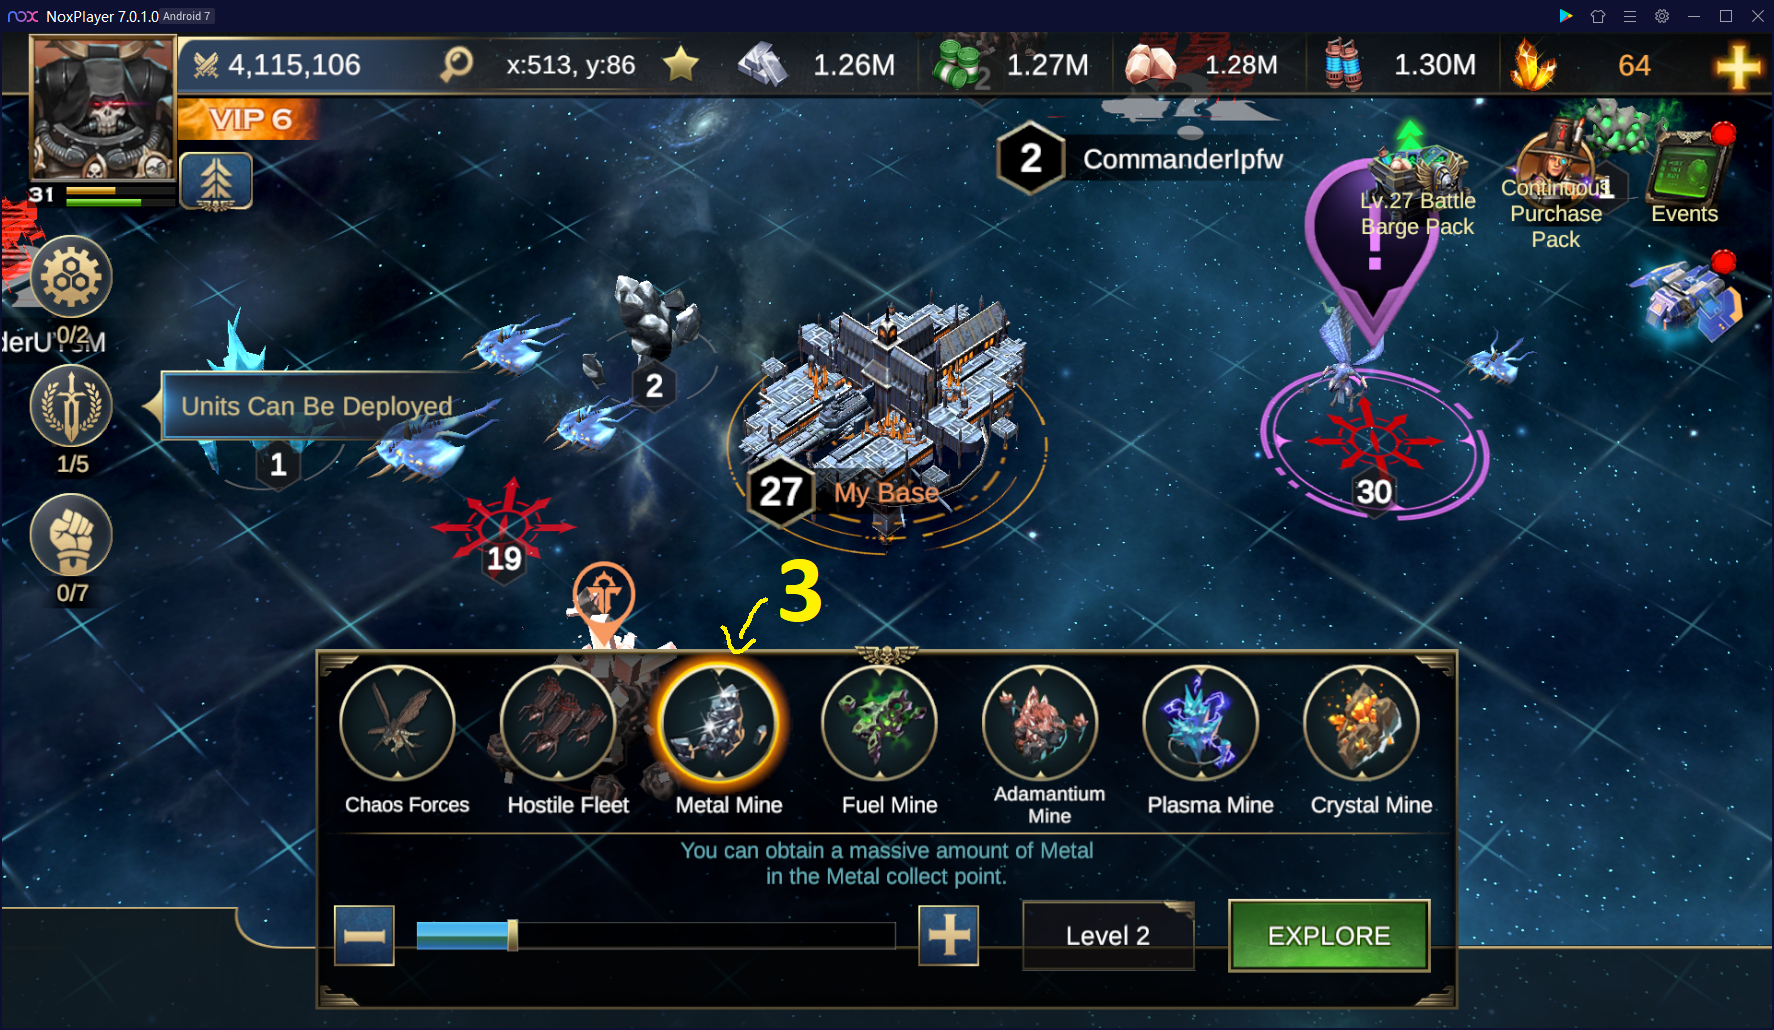 NOX NoxPlayer 7.0.1.0 Android 7
4,115,106
x:513, y:86
1.26M
1.27M
1.28M
1.30M
64
VIP 6
31
2 CommanderIpfw
Lv.27 Battle
Barge Pack
1
Continuous
Purchase
Pack
Events
0/2
2
Units Can Be Deployed
1/5
1
27 My Base
30
19
0/7
3
Chaos Forces
Hostile Fleet
Metal Mine
Fuel Mine
Adamantium
Mine
Plasma Mine
Crystal Mine
You can obtain a massive amount of Metal
in the Metal collect point.
Level 2
EXPLORE